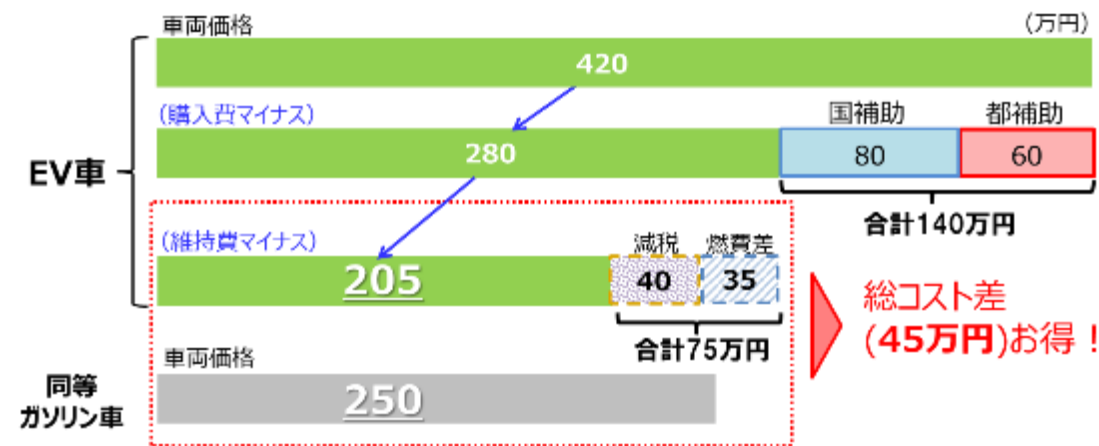 車両価格
(万円)
420
(購入費マイナス)
国補助
都補助
280
80
60
EV車
合計140万円
(維持費マイナス)
減税
燃費差
205
40
35
総コスト差
(45万円)お得！
合計75万円
車両価格
同等
ガソリン車
250